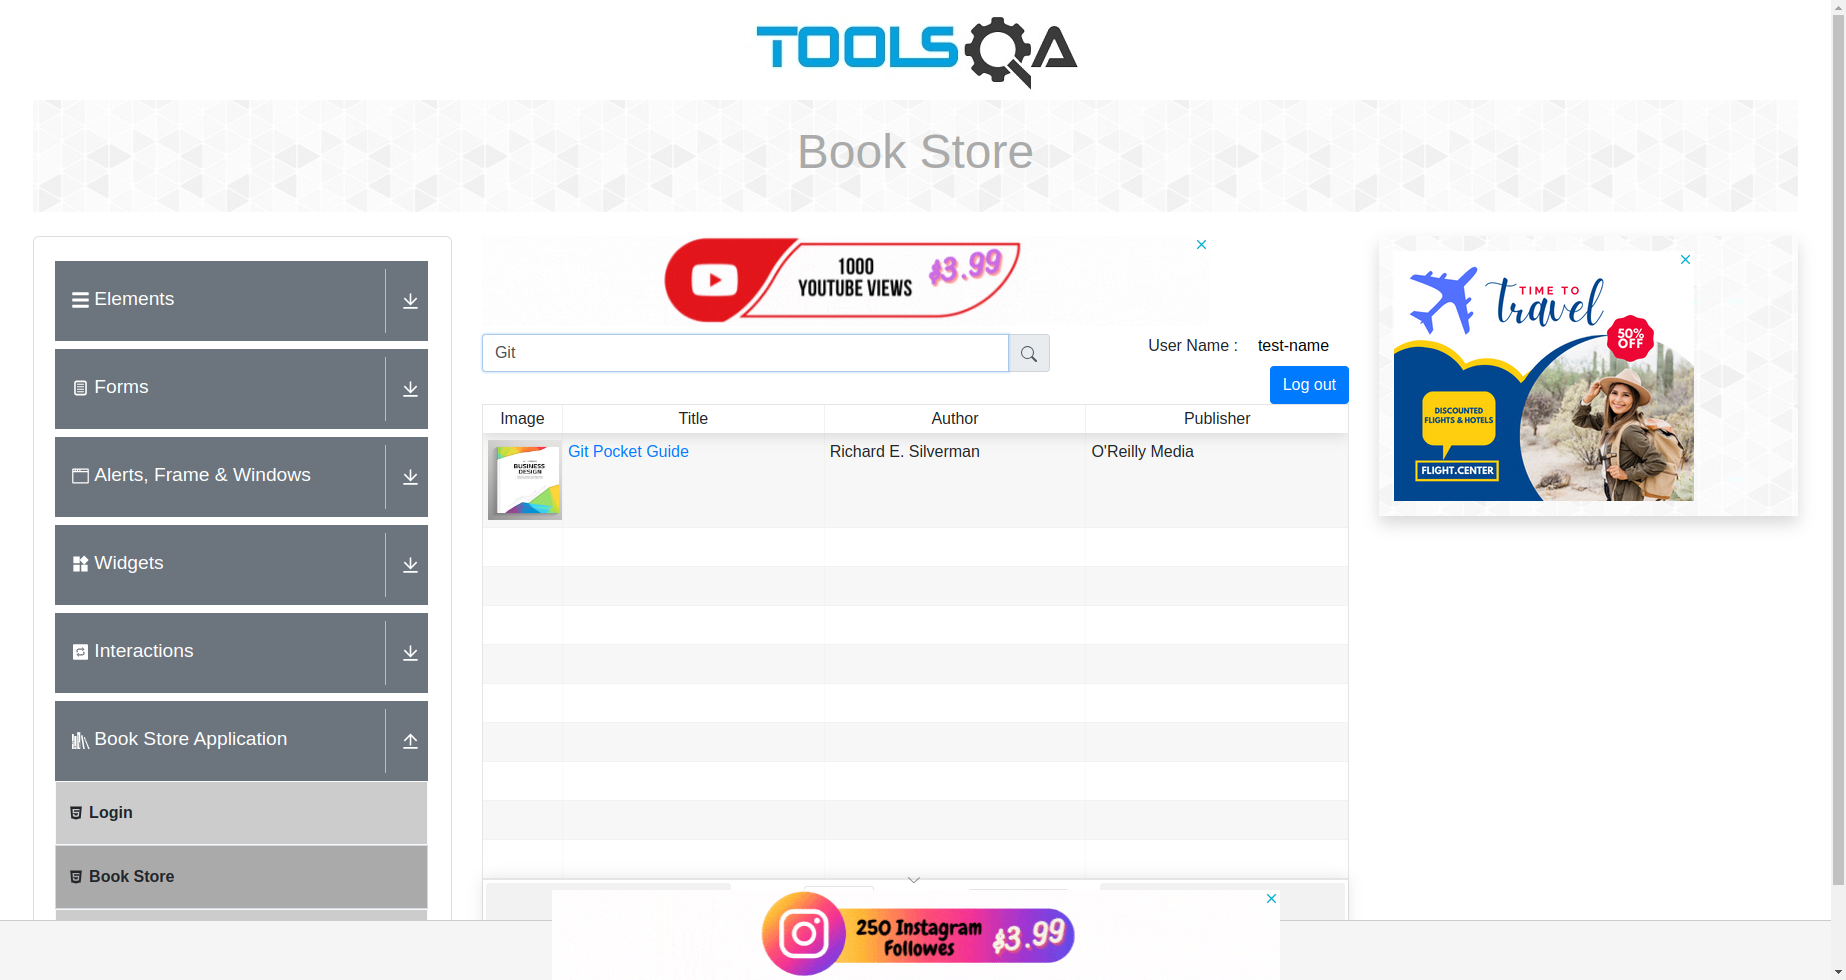 TOOLSQA
Book Store
Elements
Forms
Alerts, Frame & Windows
Widgets
Interactions
Book Store Application
Login
Book Store
1000
YOUTUBE VIEWS
$3.99
Git
User Name :
test-name
Log out
Image
Title
Author
Publisher
BUSINESS
DESIGN
Git Pocket Guide
Richard E. Silverman
O'Reilly Media
TIME TO
travel
50%
OFF
DISCOUNTED
FLIGHTS & HOTELS
FLIGHT.CENTER
250 Instagram
Followes
$3.99